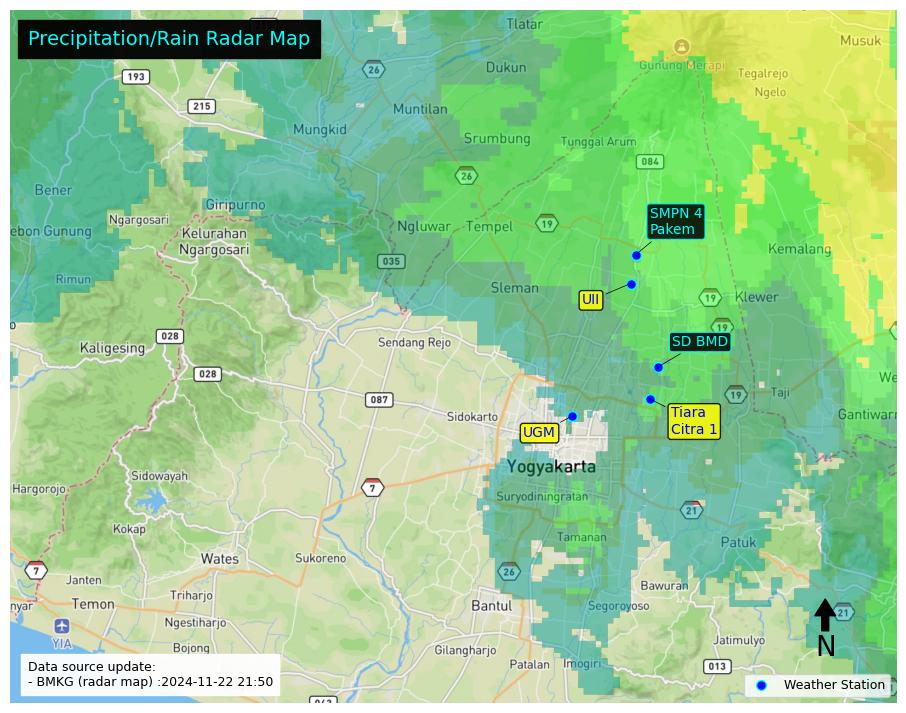 Precipitation/Rain Radar Map
Tlatar
Musuk
26
Dukun
Gunung Merapi
193
Tegalrejo
Ngelo
215
Muntilan
Mungkid
Srumbung
Tunggal Arum
084
26
Bener
Giripurno
SMPN 4
Pakem
Ngargosari
Ngluwar
Tempel
19
ebon Gunung
Kelurahan
Ngargosari
Kemalang
035
Rimun
Sleman
UII
19
Klewer
19
028
Kaligesing
Sendang Rejo
SD BMD
028
We
087
19
Taji
Sidokarto
Tiara
Citra 1
Gantiwarn
UGM
Yogyakarta
Sidowayah
Hargorojo
7
Suryodiningratan
21
Kokap
Tamanan
Patuk
Wates
Sukoreno
7
Janten
26
Bawuran
Triharjo
nyar
Temon
Bantul
Segoroyoso
21
Ngestiharjo
YIA
Jatimulyo
N
Bojong
Gilangharjo
Patalan
Imogiri
013
Data source update:
- BMKG (radar map) :2024-11-22 21:50
Weather Station